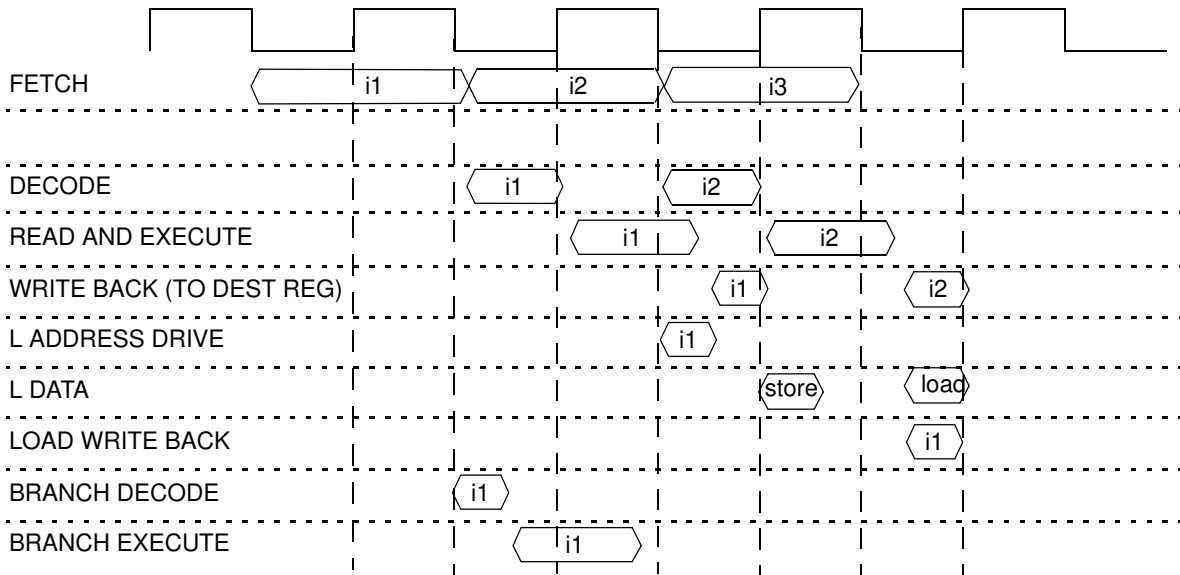 FETCH i1 i2 i3
DECODE i1 i2
READ AND EXECUTE i1 i2
WRITE BACK (TO DEST REG) i1 i2
L ADDRESS DRIVE i1
L DATA store load
LOAD WRITE BACK i1
BRANCH DECODE i1
BRANCH EXECUTE i1